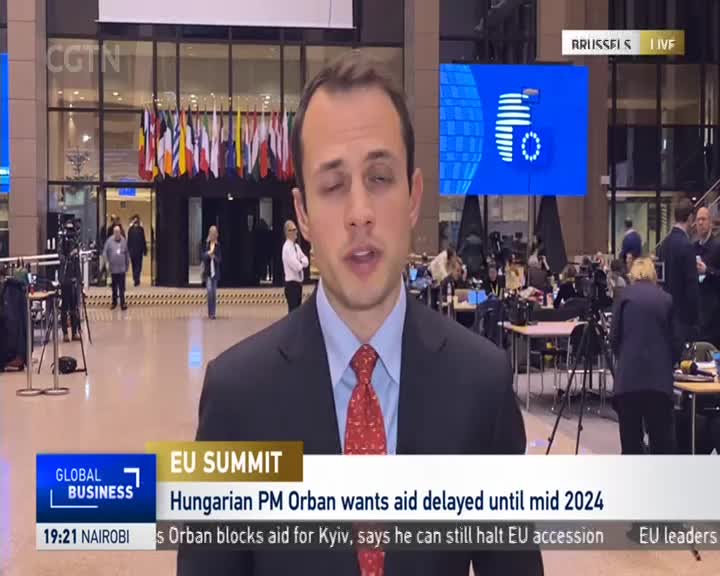 CGTN
BRUSSELS LIVE
EU SUMMIT
GLOBAL
BUSINESS
Hungarian PM Orban wants aid delayed until mid 2024
19:21 NAIROBI
s Orban blocks aid for Kyiv, says he can still halt EU accession EU leaders